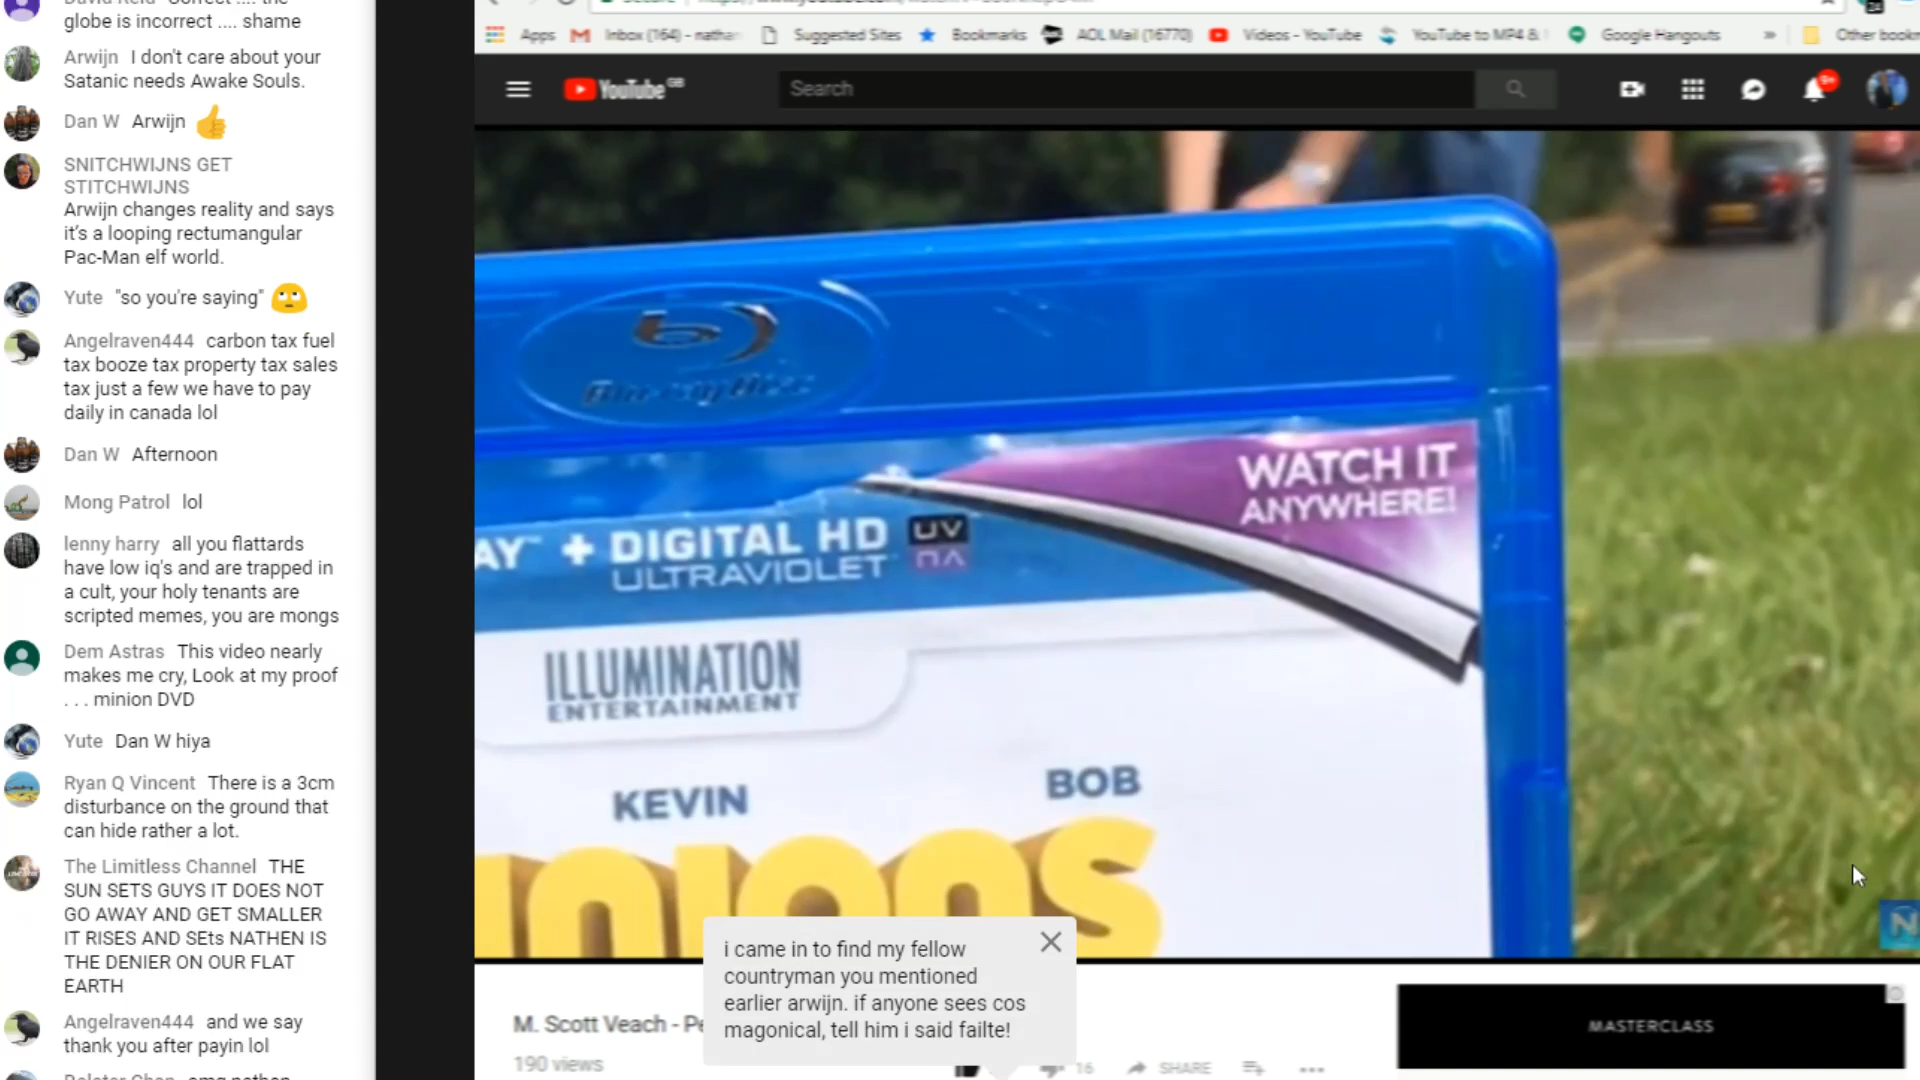 globe is incorrect .... shame
Arwijn I don't care about your
Satanic needs Awake Souls.
Dan W Arwijn
SNITCHWIJNS GET
STITCHWIJNS
Arwijn changes reality and says
it's a looping rectumangular
Pac-Man elf world.
Yute "so you're saying"
Angelraven444 carbon tax fuel
tax booze tax property tax sales
tax just a few we have to pay
daily in canada lol
Dan W Afternoon
Mong Patrol lol
lenny harry all you flattards
have low iq's and are trapped in
a cult, your holy tenants are
scripted memes, you are mongs
Dem Astras This video nearly
makes me cry, Look at my proof
. . . minion DVD
Yute Dan W hiya
Ryan Q Vincent There is a 3cm
disturbance on the ground that
can hide rather a lot.
The Limitless Channel THE
SUN SETS GUYS IT DOES NOT
GO AWAY AND GET SMALLER
IT RISES AND SEts NATHEN IS
THE DENIER ON OUR FLAT
EARTH
Angelraven444 and we say
thank you after payin lol
Apps Inbox (164) - nathan Suggested Sites Bookmarks AOL Mail (16770) Videos - YouTube YouTube to MP4 & Google Hangouts » Other bookm
YouTube GB Search 9+
Blu-ray Disc
WATCH IT
ANYWHERE!
AY™ + DIGITAL HD UV
ULTRAVIOLET
ILLUMINATION
ENTERTAINMENT
KEVIN BOB
INIONS
N
i came in to find my fellow
countryman you mentioned
earlier arwijn. if anyone sees cos
magonical, tell him i said failte!
M. Scott Veach - Pe
190 views
16 SHARE
MASTERCLASS